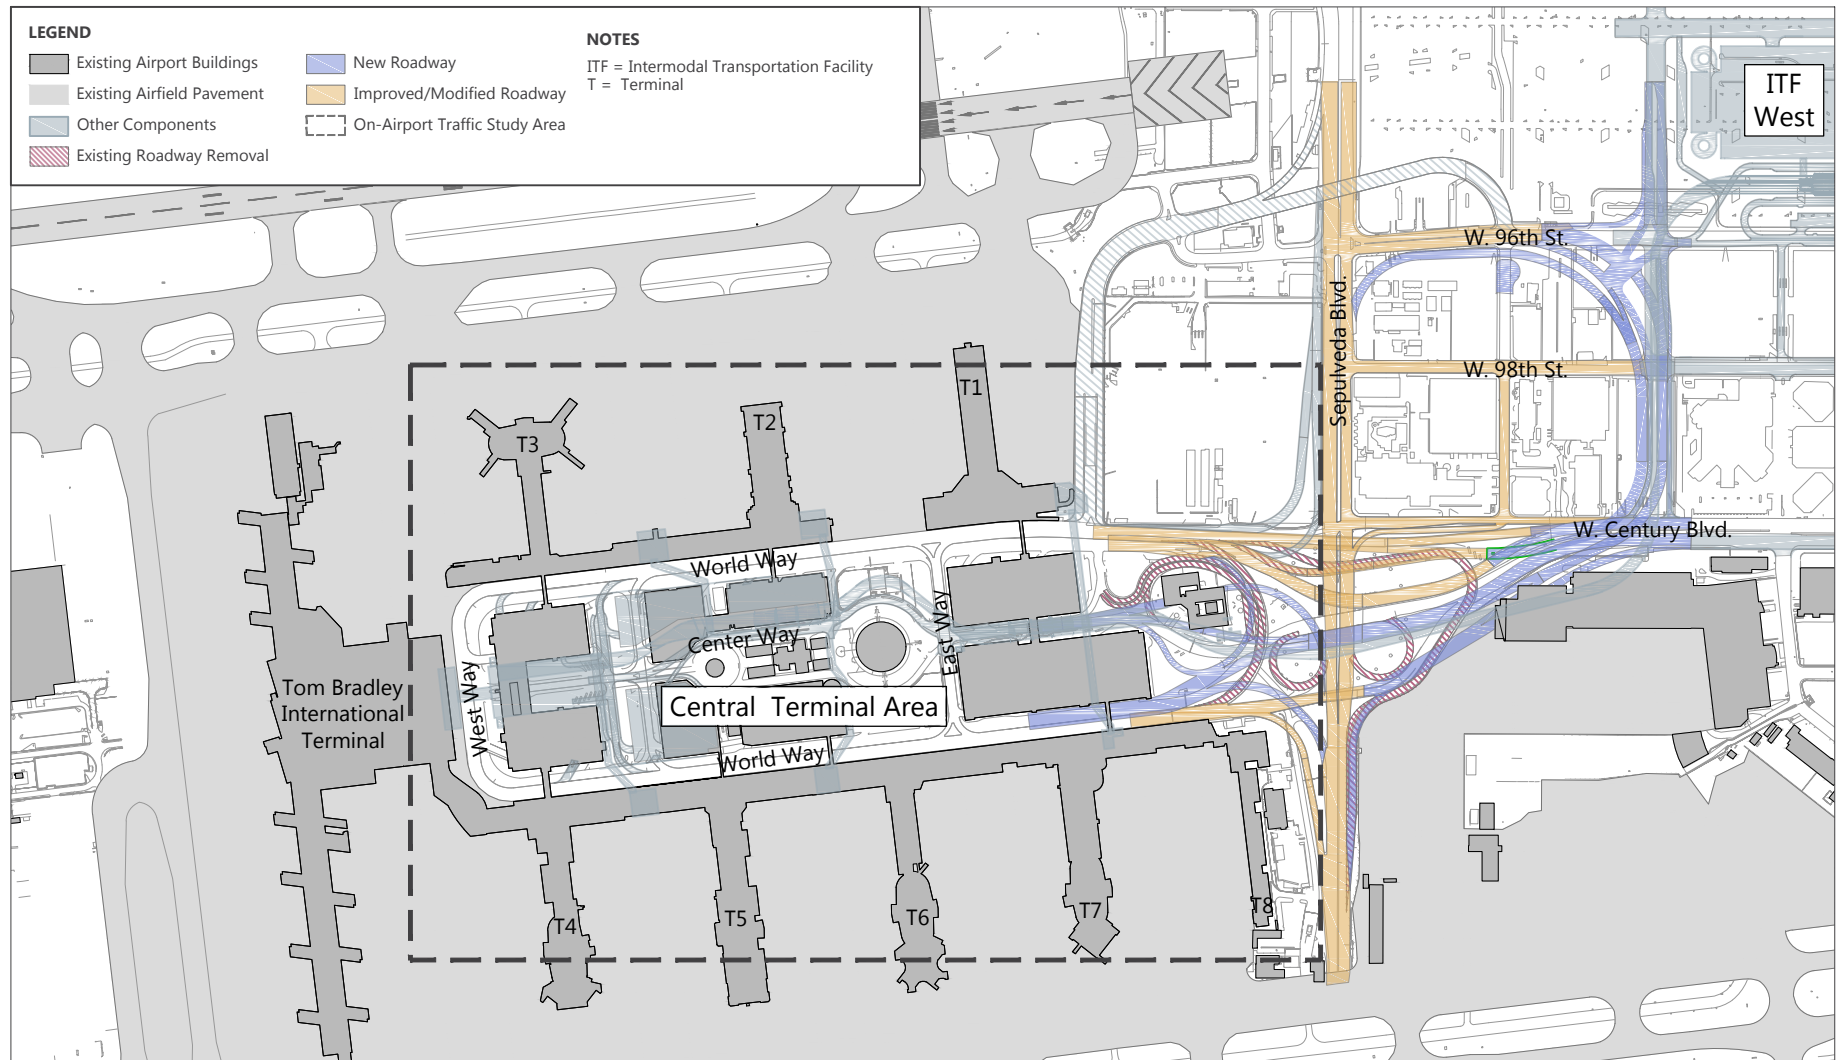 LEGEND
Existing Airport Buildings
Existing Airfield Pavement
Other Components
Existing Roadway Removal
New Roadway
Improved/Modified Roadway
On-Airport Traffic Study Area
NOTES
ITF = Intermodal Transportation Facility
T = Terminal
ITF
West
W. 96th St.
Sepulveda Blvd.
W. 98th St.
T1
T2
T3
W. Century Blvd.
World Way
Center Way
East Way
West Way
Tom Bradley
International
Terminal
Central Terminal Area
World Way
T4
T5
T6
T7
T8